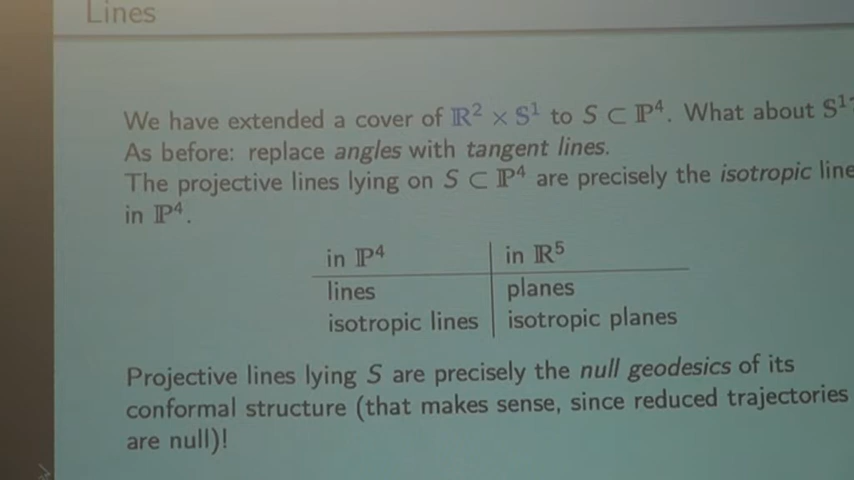 Lines
We have extended a cover of ℝ² × 𝕊¹ to S ⊂ ℙ⁴. What about 𝕊¹
As before: replace angles with tangent lines.
The projective lines lying on S ⊂ ℙ⁴ are precisely the isotropic line
in ℙ⁴.
in ℙ⁴ in ℝ⁵
lines planes
isotropic lines isotropic planes
Projective lines lying S are precisely the null geodesics of its
conformal structure (that makes sense, since reduced trajectories
are null)!